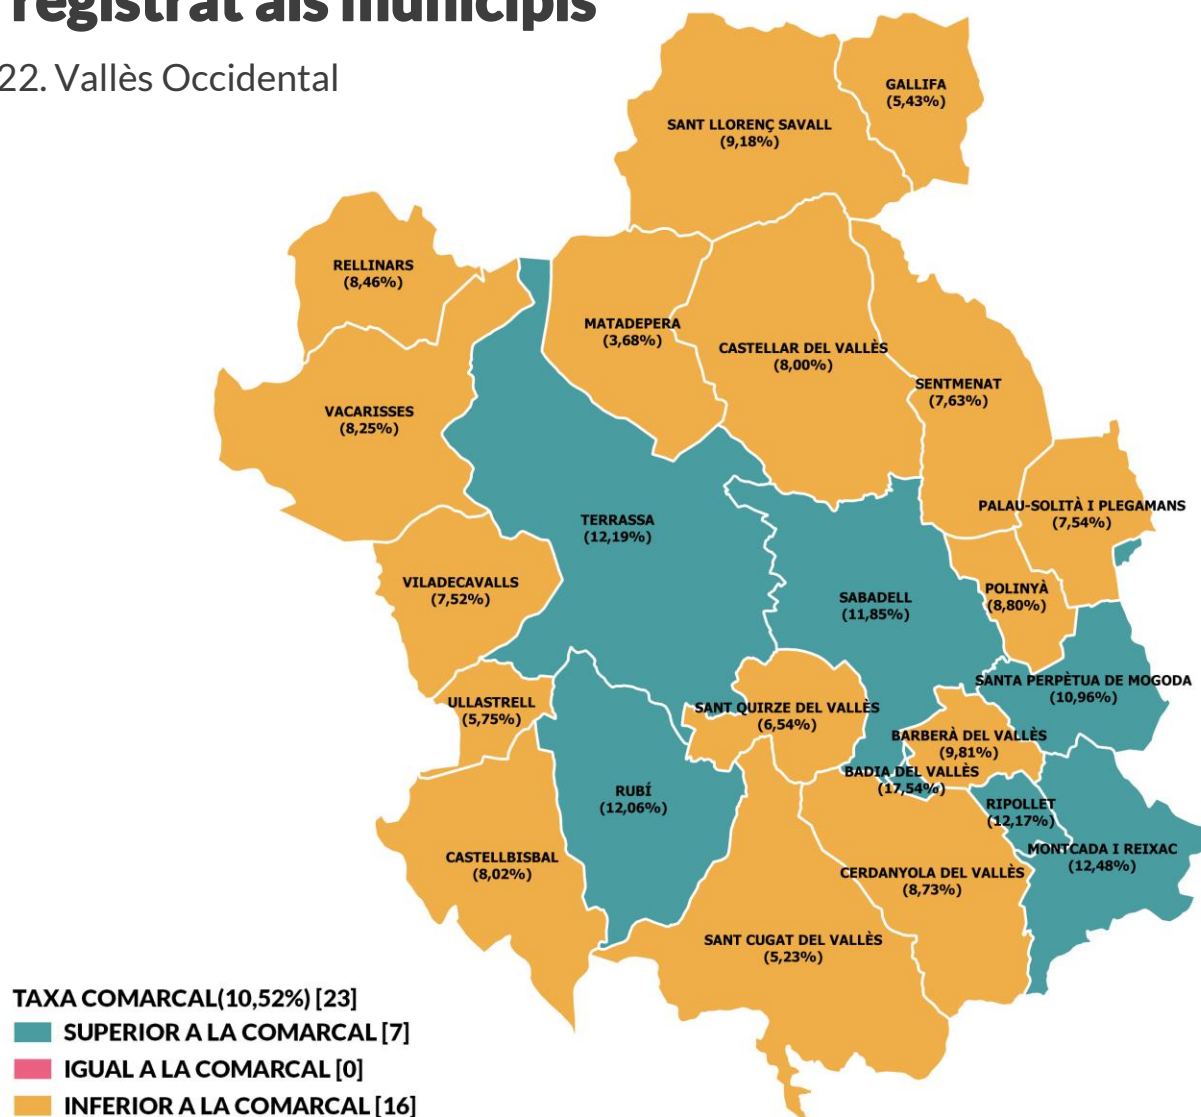 registrat als municipis
22. Vallès Occidental
GALLIFA
(5,43%)
SANT LLORENÇ SAVALL
(9,18%)
RELLINARS
(8,46%)
MATADEPERA
(3,68%)
CASTELLAR DEL VALLÈS
(8,00%)
SENTMENAT
(7,63%)
VACARISSES
(8,25%)
PALAU-SOLITÀ I PLEGAMANS
(7,54%)
TERRASSA
(12,19%)
VILADECAVALLS
(7,52%)
POLINYÀ
(8,80%)
SABADELL
(11,85%)
SANTA PERPÈTUA DE MOGODA
(10,96%)
ULLASTRELL
(5,75%)
SANT QUIRZE DEL VALLÈS
(6,54%)
BARBERÀ DEL VALLÈS
(9,81%)
BADIA DEL VALLÈS
(17,54%)
RUBÍ
(12,06%)
RIPOLLET
(12,17%)
MONTCADA I REIXAC
(12,48%)
CASTELLBISBAL
(8,02%)
CERDANYOLA DEL VALLÈS
(8,73%)
SANT CUGAT DEL VALLÈS
(5,23%)
TAXA COMARCAL(10,52%) [23]
SUPERIOR A LA COMARCAL [7]
IGUAL A LA COMARCAL [0]
INFERIOR A LA COMARCAL [16]